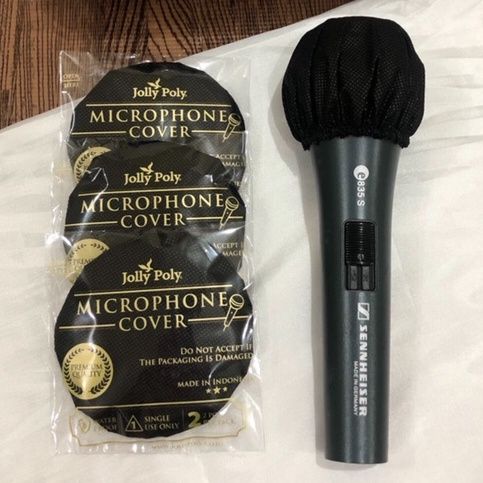 Jolly Poly
MICROPHONE
COVER
Jolly Poly
MICROPHONE
COVER
Jolly Poly
MICROPHONE
COVER
DO NOT ACCEPT IF
THE PACKAGING IS DAMAGED
PREMIUM
QUALITY
MADE IN
SINGLE
USE ONLY
2
e835 S
SENNHEISER
MADE IN GERMANY